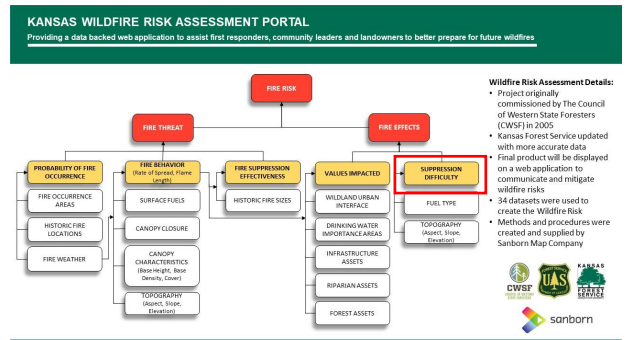 KANSAS WILDFIRE RISK ASSESSMENT PORTAL
Providing a data backed web application to assist first responders, community leaders and landowners to better prepare for future wildfires
FIRE RISK
FIRE THREAT
FIRE EFFECTS
PROBABILITY OF FIRE
OCCURRENCE
FIRE OCCURRENCE
AREAS
HISTORIC FIRE
LOCATIONS
FIRE WEATHER
FIRE BEHAVIOR
(Rate of Spread, Flame
Length)
SURFACE FUELS
CANOPY CLOSURE
CANOPY
CHARACTERISTICS
(Base Height, Base
Density, Cover)
TOPOGRAPHY
(Aspect, Slope,
Elevation)
FIRE SUPPRESSION
EFFECTIVENESS
HISTORIC FIRE SIZES
VALUES IMPACTED
WILDLAND URBAN
INTERFACE
DRINKING WATER
IMPORTANCE AREAS
INFRASTRUCTURE
ASSETS
RIPARIAN ASSETS
FOREST ASSETS
SUPPRESSION
DIFFICULTY
FUEL TYPE
TOPOGRAPHY
(Aspect, Slope,
Elevation)
Wildfire Risk Assessment Details:
• Project originally
commissioned by The Council
of Western State Foresters
(CWSF) in 2005
• Kansas Forest Service updated
with more accurate data
• Final product will be displayed
on a web application to
communicate and mitigate
wildfire risks
• 34 datasets were used to
create the Wildfire Risk
• Methods and procedures were
created and supplied by
Sanborn Map Company
CWSF
FOREST SERVICE
U S
KANSAS
FOREST
SERVICE
sanborn